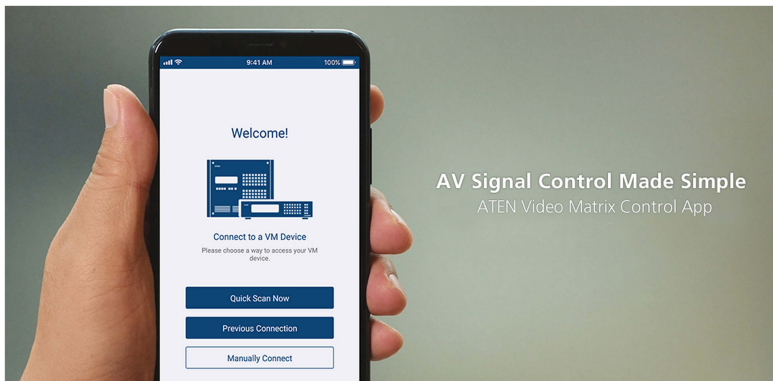 9:41 AM
100%
Welcome!
Connect to a VM Device
Please choose a way to access your VM
device.
Quick Scan Now
Previous Connection
Manually Connect
AV Signal Control Made Simple
ATEN Video Matrix Control App